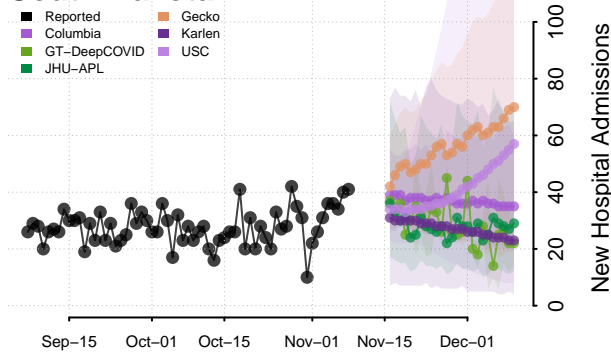 Reported
Columbia
GT−DeepCOVID
JHU−APL
Gecko
Karlen
USC
0
20
40
60
80
100
New Hospital Admissions
Sep−15
Oct−01
Oct−15
Nov−01
Nov−15
Dec−01